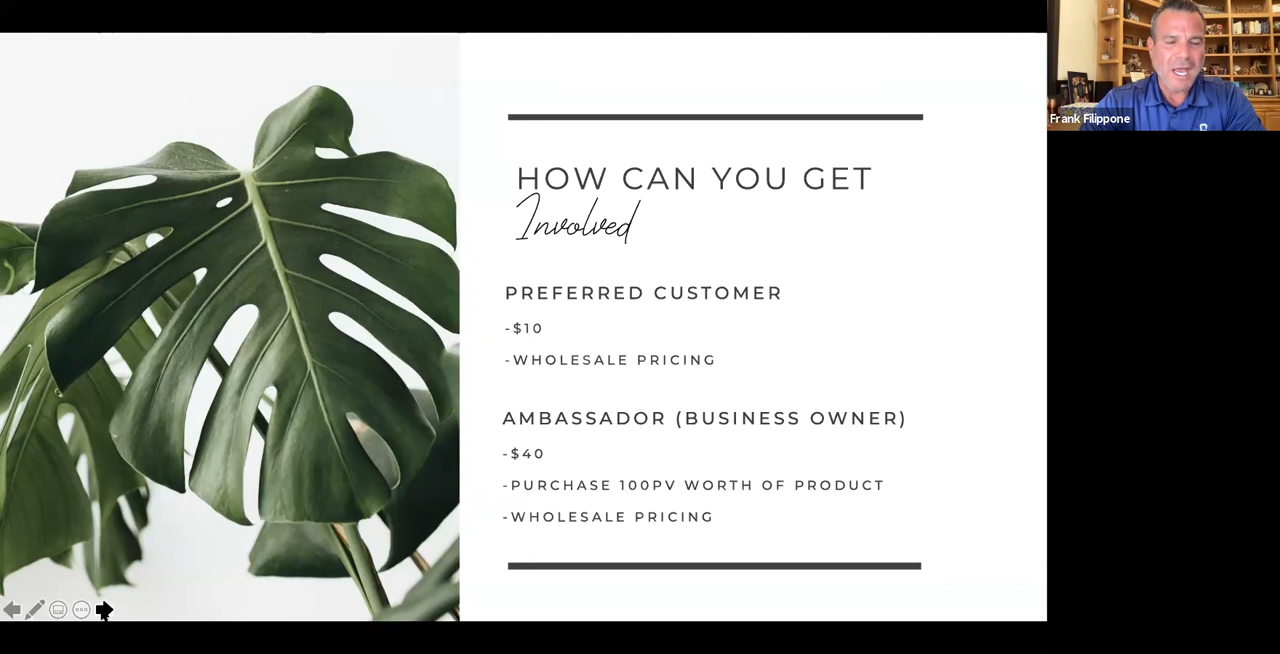 HOW CAN YOU GET
Involved
PREFERRED CUSTOMER
-$10
-WHOLESALE PRICING
AMBASSADOR (BUSINESS OWNER)
-$40
-PURCHASE 100PV WORTH OF PRODUCT
-WHOLESALE PRICING
Frank Filippone